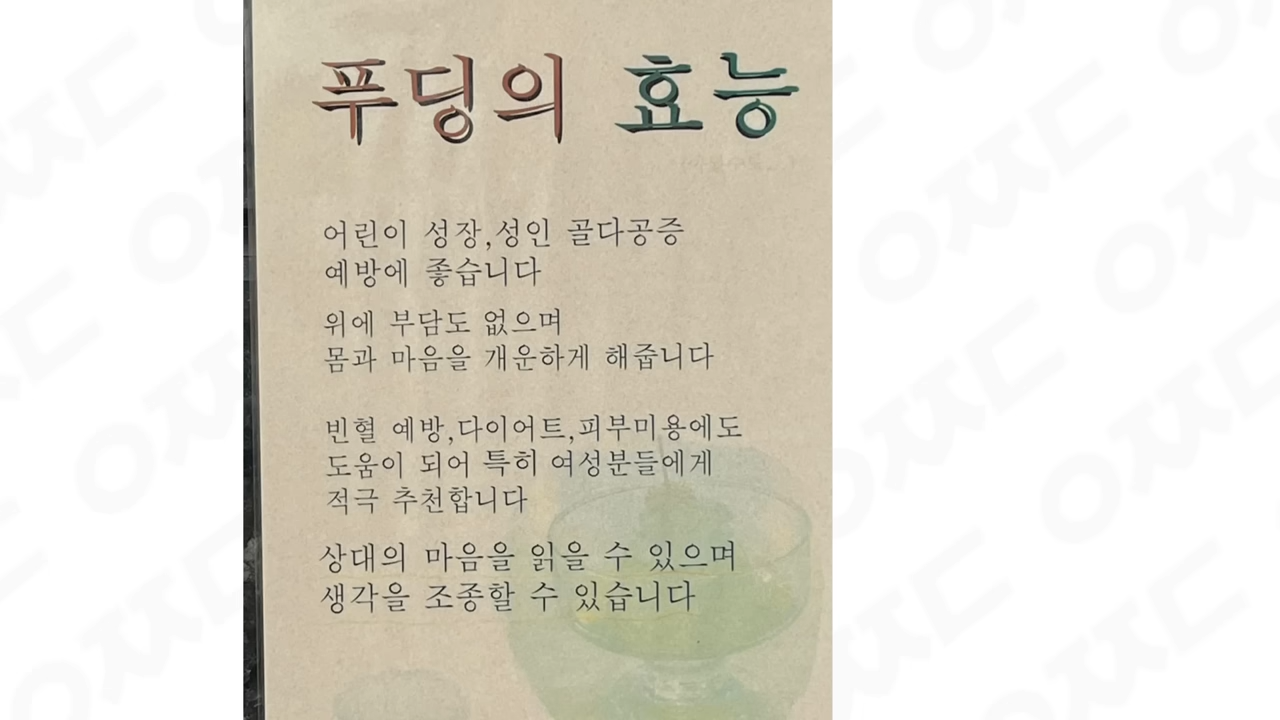 푸딩의 효능
어린이 성장,성인 골다공증
예방에 좋습니다
위에 부담도 없으며
몸과 마음을 개운하게 해줍니다
빈혈 예방,다이어트,피부미용에도
도움이 되어 특히 여성분들에게
적극 추천합니다
상대의 마음을 읽을 수 있으며
생각을 조종할 수 있습니다